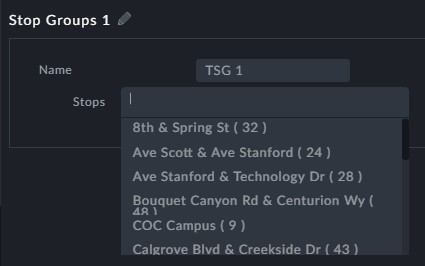 Stop Groups 1
Name
TSG 1
Stops
8th & Spring St ( 32 )
Ave Scott & Ave Stanford ( 24 )
Ave Stanford & Technology Dr ( 28 )
Bouquet Canyon Rd & Centurion Wy (
48 )
COC Campus ( 9 )
Calgrove Blvd & Creekside Dr ( 43 )